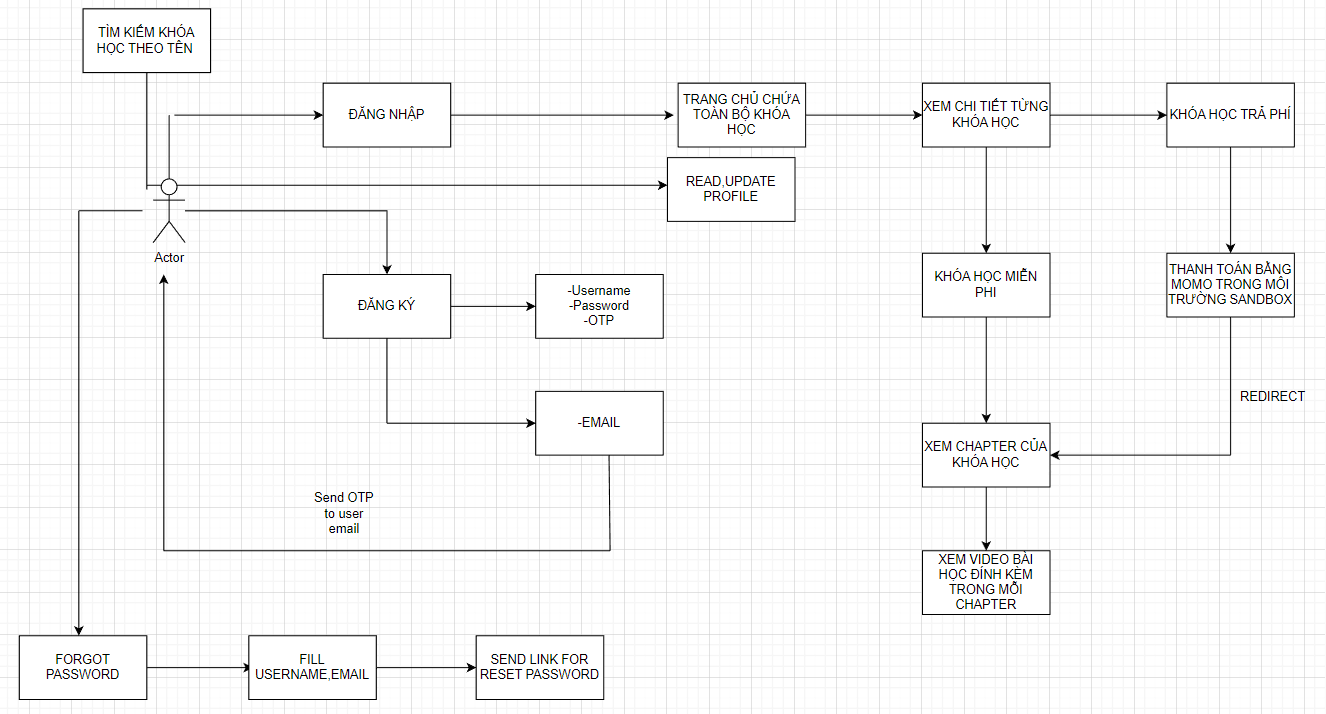 TÌM KIẾM KHÓA
HỌC THEO TÊN
ĐĂNG NHẬP
TRANG CHỦ CHỨA
TOÀN BỘ KHÓA
HỌC
XEM CHI TIẾT TỪNG
KHÓA HỌC
KHÓA HỌC TRẢ PHÍ
READ,UPDATE
PROFILE
Actor
ĐĂNG KÝ
-Username
-Password
-OTP
KHÓA HỌC MIỄN
PHI
THANH TOÁN BẰNG
MOMO TRONG MÔI
TRƯỜNG SANDBOX
-EMAIL
REDIRECT
XEM CHAPTER CỦA
KHÓA HỌC
Send OTP
to user
email
XEM VIDEO BÀI
HỌC ĐÍNH KÈM
TRONG MỖI
CHAPTER
FORGOT
PASSWORD
FILL
USERNAME,EMAIL
SEND LINK FOR
RESET PASSWORD